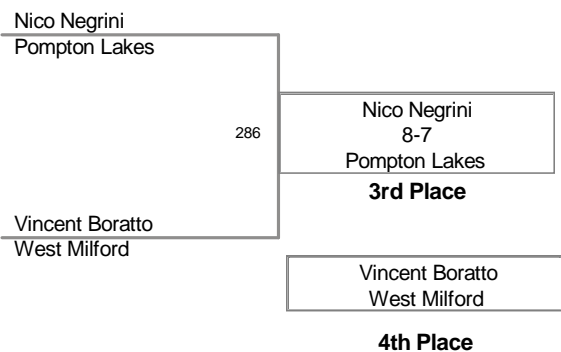 Nico Negrini
Pompton Lakes
286
Nico Negrini
8-7
Pompton Lakes
3rd Place
Vincent Boratto
West Milford
Vincent Boratto
West Milford
4th Place